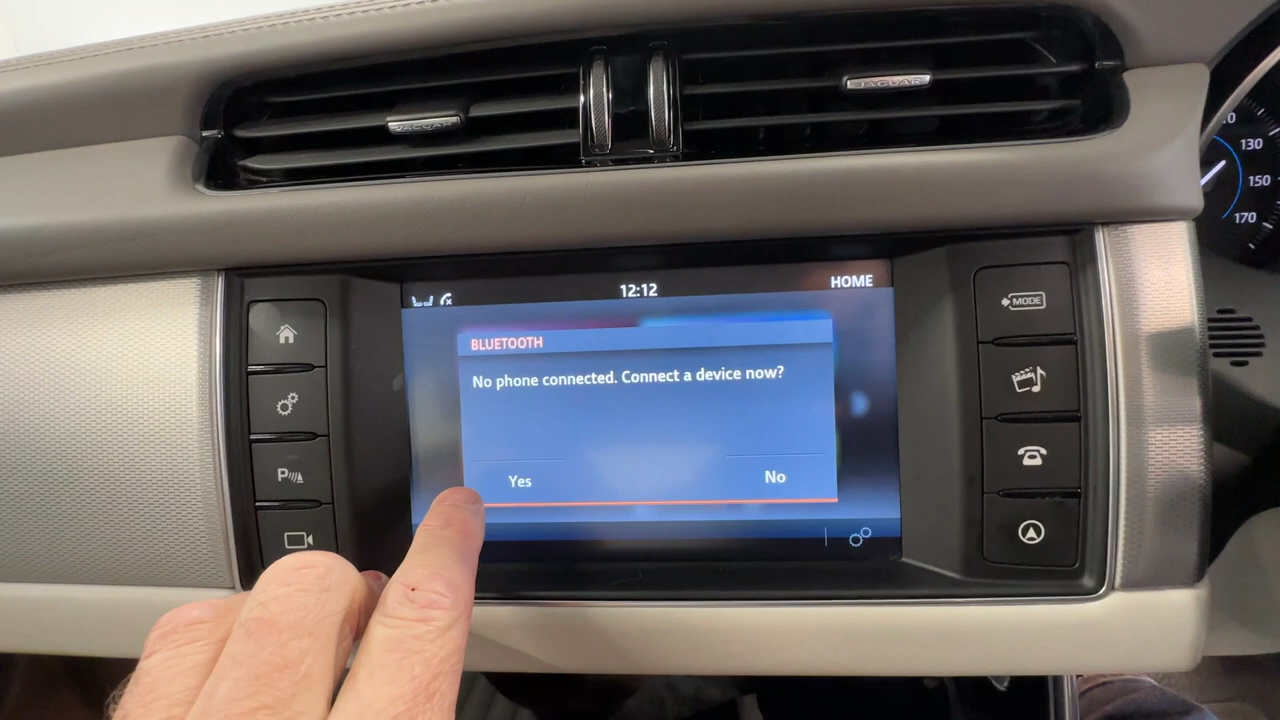 JAGUAR
JAGUAR
130
150
170
12:12
HOME
MODE
BLUETOOTH
No phone connected. Connect a device now?
Yes
No
P